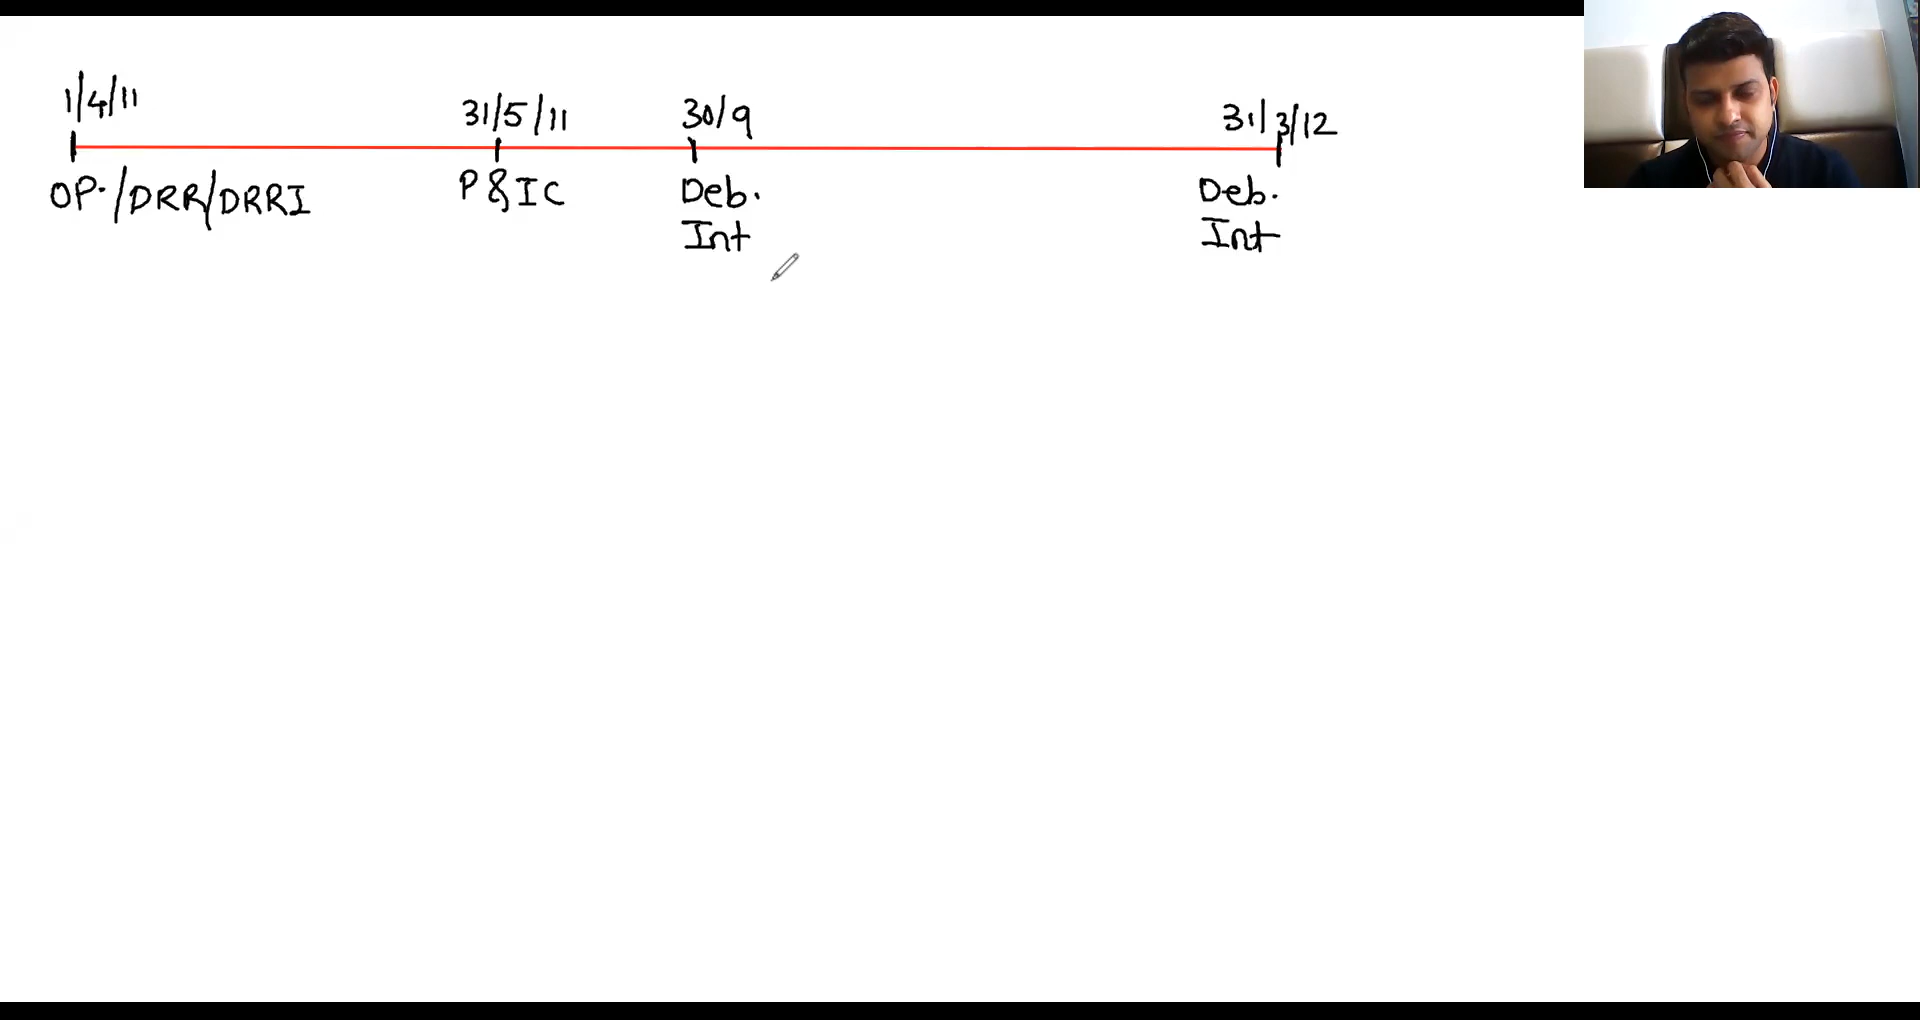 1/4/11 31/5/11 30/9 31/3/12
OP./DRR/DRRI P&IC Deb. Deb.
Int Int